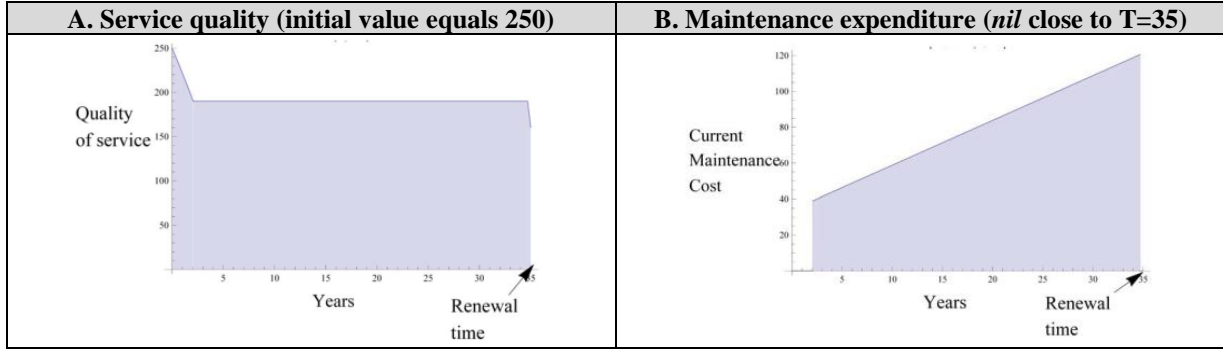 A. Service quality (initial value equals 250)
B. Maintenance expenditure (nil close to T=35)
250
200
Quality
of service
150
100
50
5
10
15
20
25
30
Years
Renewal
time
120
100
80
Current
Maintenance
60
Cost
40
20
5
10
15
20
25
30
35
Years
Renewal
time